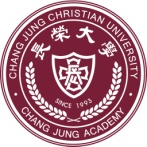 CHANG JUNG CHRISTIAN UNIVERSITY
長榮大學
SINCE 1993
CHANG JUNG ACADEMY